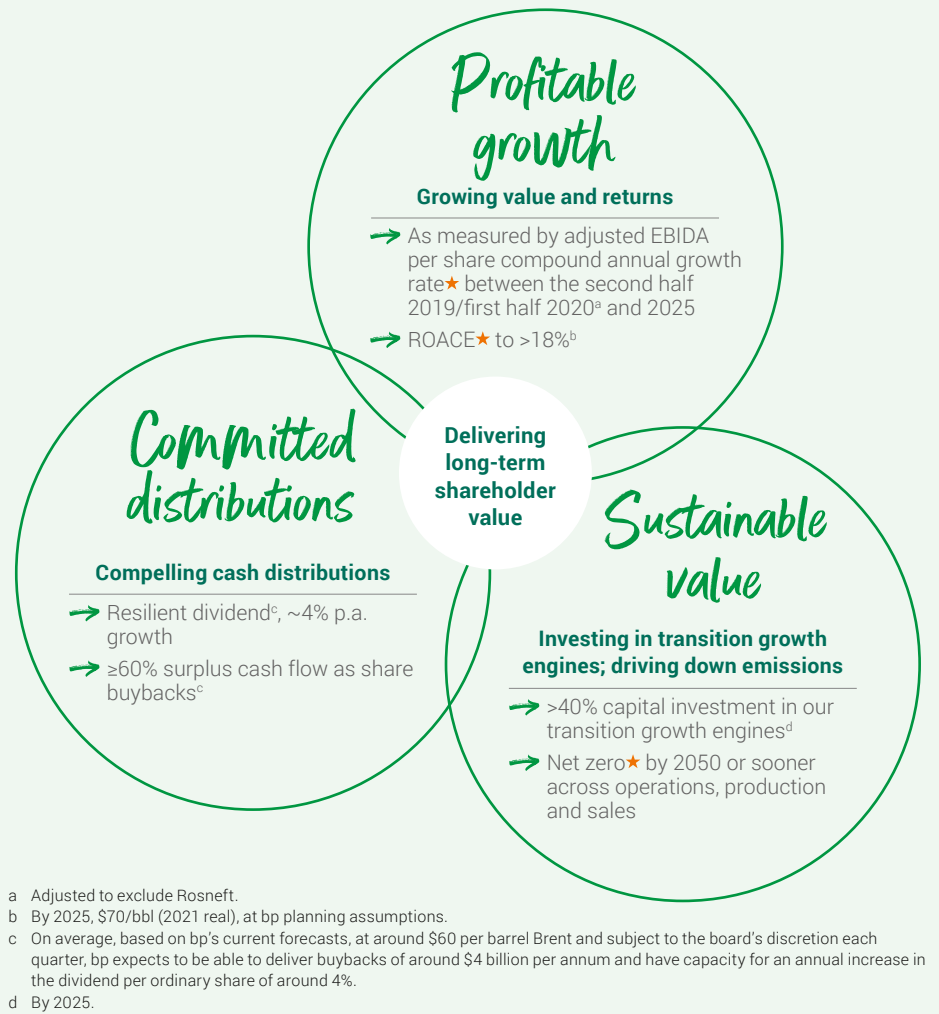 Profitable
growth
Growing value and returns
As measured by adjusted EBIDA
per share compound annual growth
rate★ between the second half
2019/first half 2020ᵃ and 2025
ROACE★ to >18%ᵇ
Delivering
long-term
shareholder
value
Committed
distributions
Compelling cash distributions
Resilient dividendᶜ, ~4% p.a.
growth
≥60% surplus cash flow as share
buybacksᶜ
Sustainable
value
Investing in transition growth
engines; driving down emissions
>40% capital investment in our
transition growth enginesᵈ
Net zero★ by 2050 or sooner
across operations, production
and sales
a Adjusted to exclude Rosneft.
b By 2025, $70/bbl (2021 real), at bp planning assumptions.
c On average, based on bp's current forecasts, at around $60 per barrel Brent and subject to the board's discretion each
quarter, bp expects to be able to deliver buybacks of around $4 billion per annum and have capacity for an annual increase in
the dividend per ordinary share of around 4%.
d By 2025.